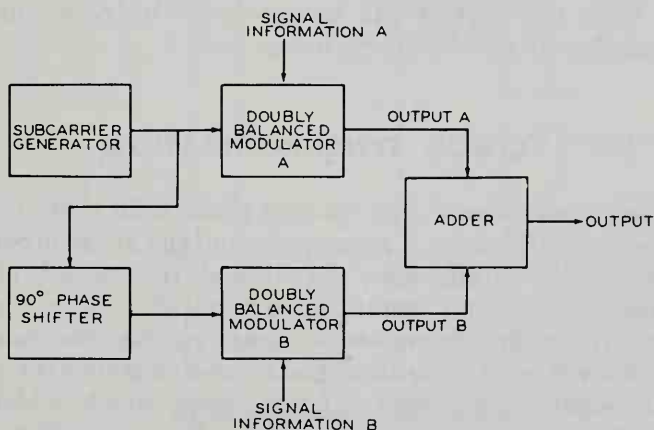 SIGNAL
INFORMATION A
SUBCARRIER
GENERATOR
DOUBLY
BALANCED
MODULATOR
A
OUTPUT A
ADDER
OUTPUT
90° PHASE
SHIFTER
DOUBLY
BALANCED
MODULATOR
B
OUTPUT B
SIGNAL
INFORMATION B